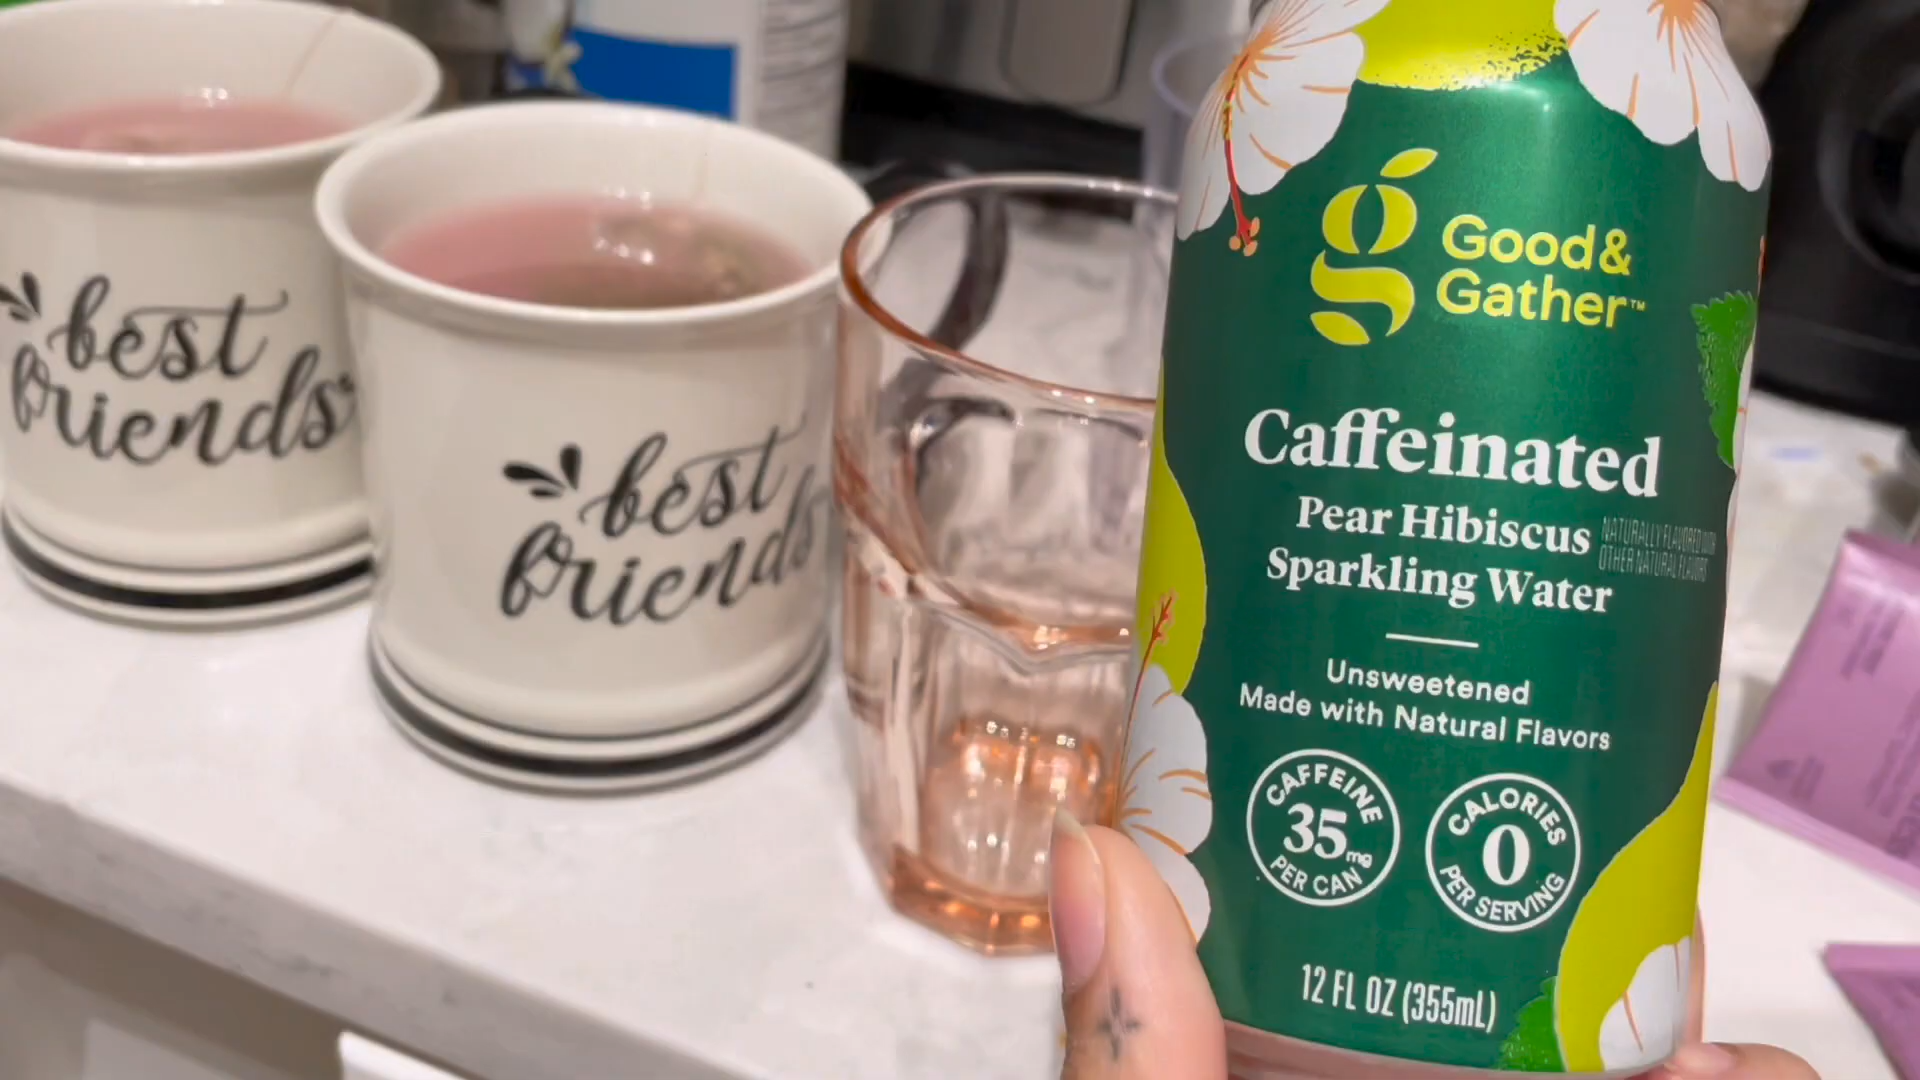 best
friends
best
friends
Good&
Gather™
Caffeinated
Pear Hibiscus
NATURALLY FLAVORED WITH
OTHER NATURAL FLAVORS
Sparkling Water
Unsweetened
Made with Natural Flavors
CAFFEINE
35mg
PER CAN
CALORIES
0
PER SERVING
12 FL OZ (355mL)